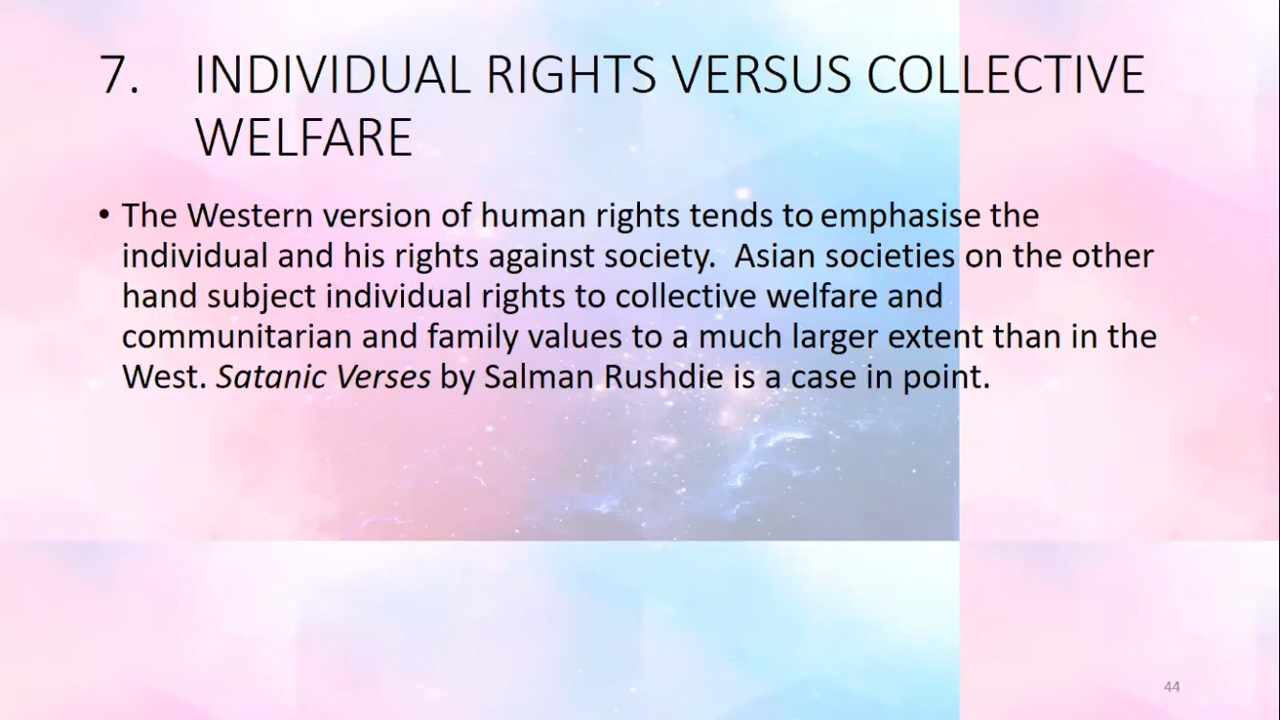 7. INDIVIDUAL RIGHTS VERSUS COLLECTIVE
WELFARE
• The Western version of human rights tends to emphasise the
individual and his rights against society.  Asian societies on the other
hand subject individual rights to collective welfare and
communitarian and family values to a much larger extent than in the
West. Satanic Verses by Salman Rushdie is a case in point.
44